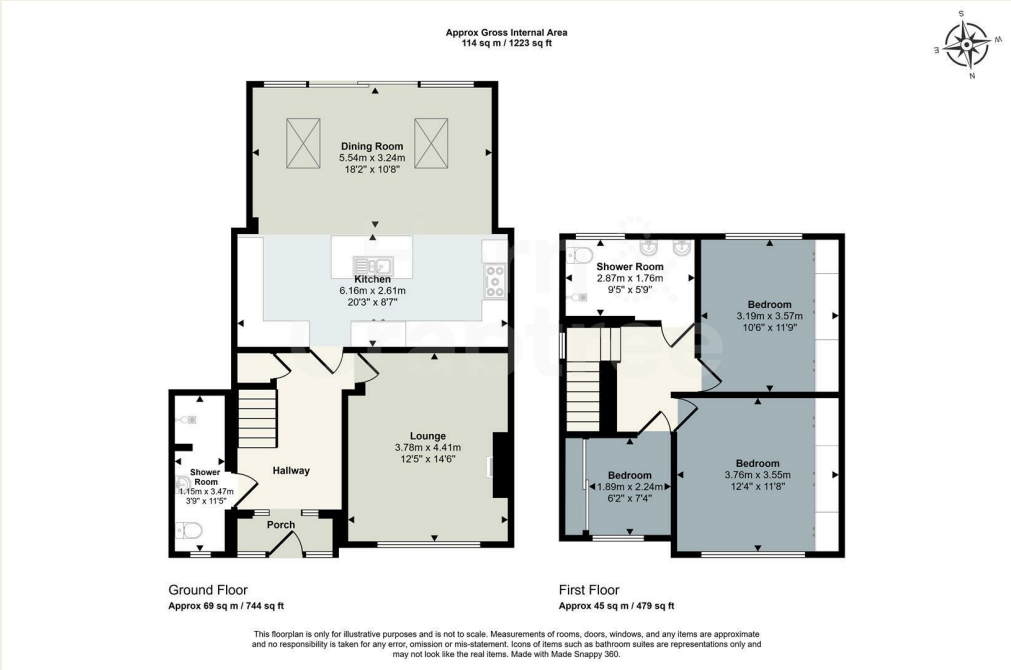 Approx Gross Internal Area
114 sq m / 1223 sq ft
S
E
W
N
Dining Room
5.54m x 3.24m
18'2" x 10'8"
Kitchen
6.16m x 2.61m
20'3" x 8'7"
Lounge
3.78m x 4.41m
12'5" x 14'6"
Shower
Room
1.15m x 3.47m
3'9" x 11'5"
Hallway
Porch
Shower Room
2.87m x 1.76m
9'5" x 5'9"
Bedroom
3.19m x 3.57m
10'6" x 11'9"
Bedroom
3.76m x 3.55m
12'4" x 11'8"
Bedroom
1.89m x 2.24m
6'2" x 7'4"
Ground Floor
Approx 69 sq m / 744 sq ft
First Floor
Approx 45 sq m / 479 sq ft
This floorplan is only for illustrative purposes and is not to scale. Measurements of rooms, doors, windows, and any items are approximate
and no responsibility is taken for any error, omission or mis-statement. Icons of items such as bathroom suites are representations only and
may not look like the real items. Made with Made Snappy 360.